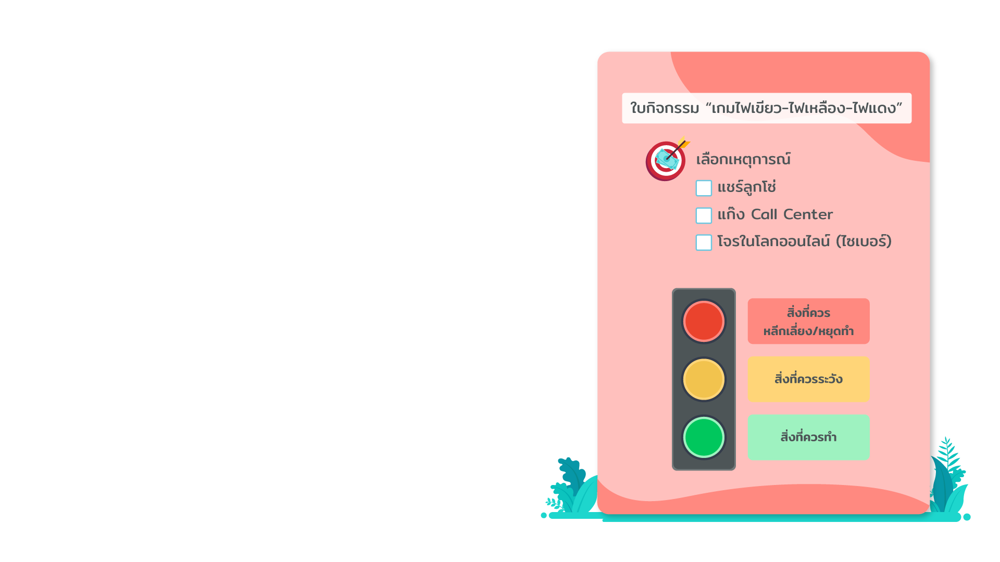 ใบกิจกรรม “เกมไฟเขียว-ไฟเหลือง-ไฟแดง”
เลือกเหตุการณ์
แชร์ลูกโซ่
แก๊ง Call Center
โจรในโลกออนไลน์ (ไซเบอร์)
สิ่งที่ควร
หลีกเลี่ยง/หยุดทำ
สิ่งที่ควรระวัง
สิ่งที่ควรทำ